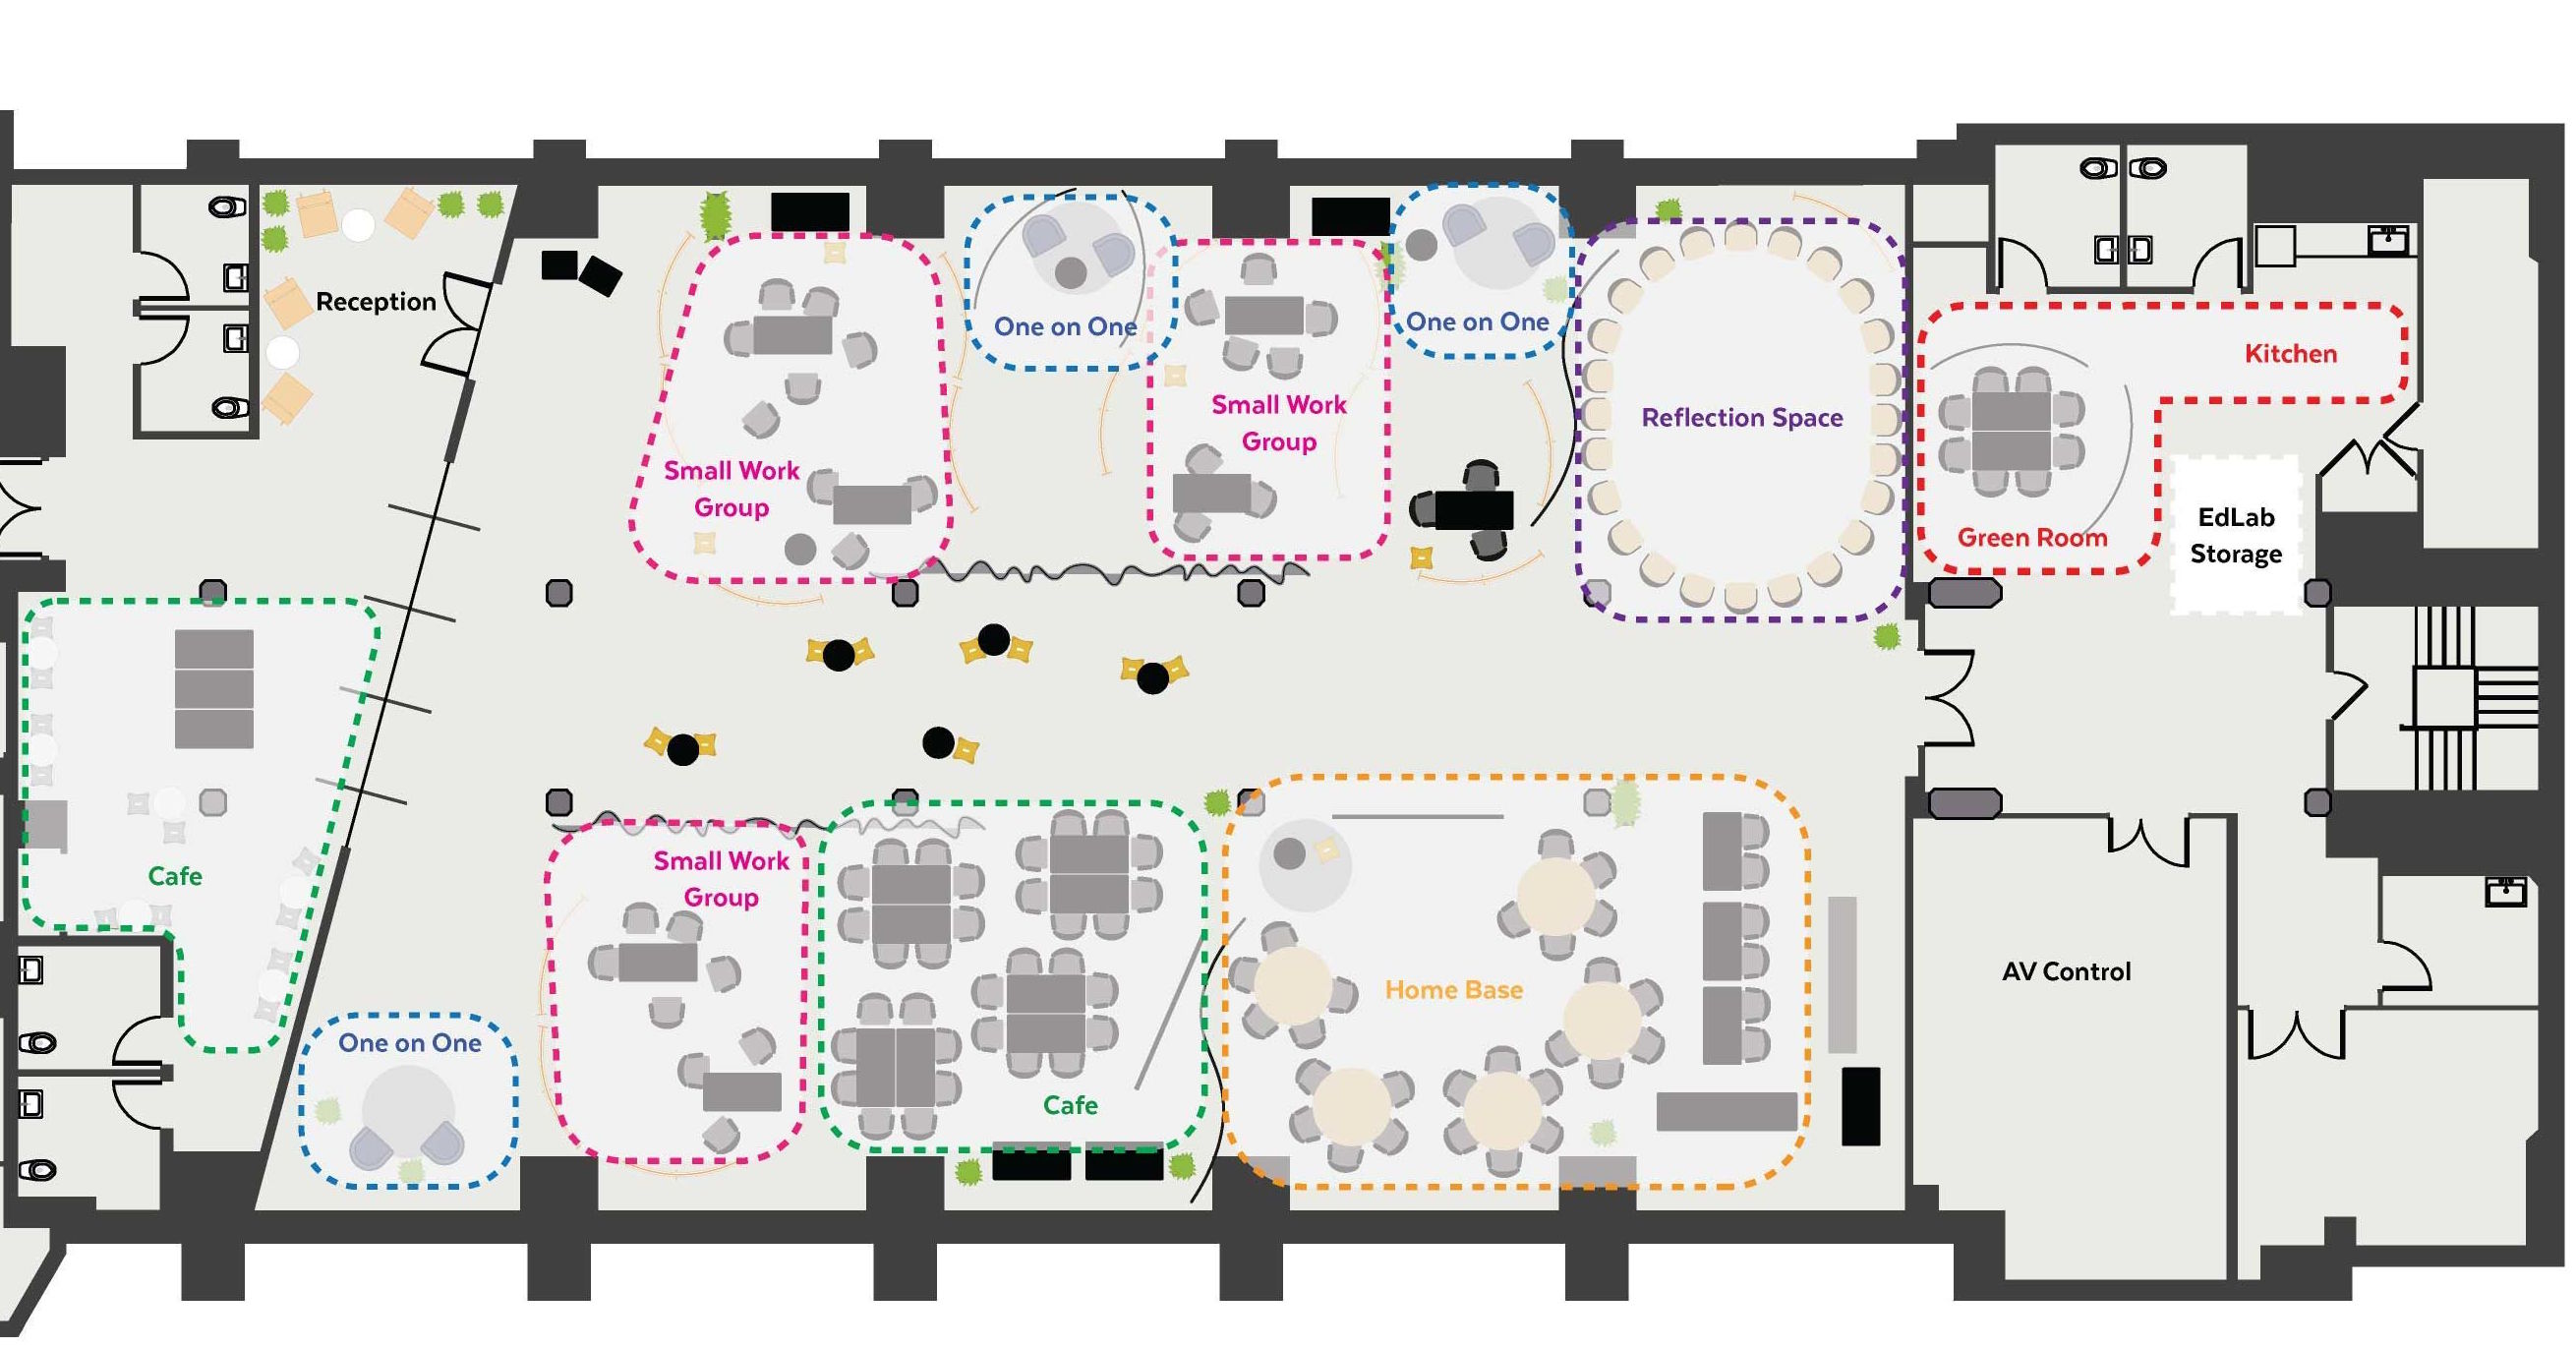 Reception
One on One
One on One
Small Work
Group
Reflection Space
Kitchen
Small Work
Group
Green Room
EdLab
Storage
Cafe
Small Work
Group
Home Base
AV Control
One on One
Cafe